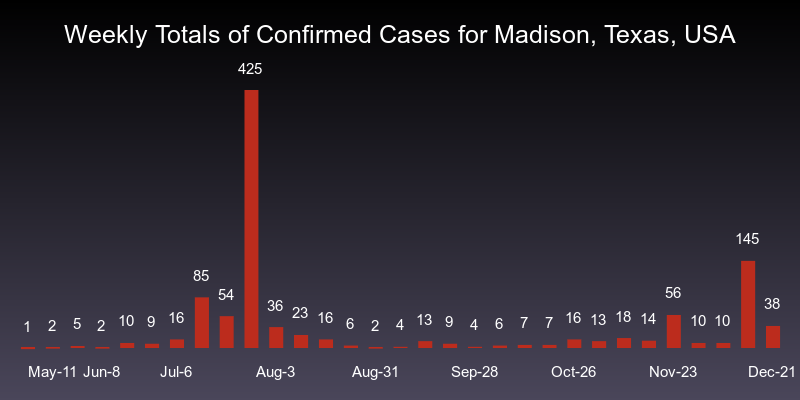 Weekly Totals of Confirmed Cases for Madison, Texas, USA
425
145
85
54
56
36
23
38
1 2 5 2 10 9 16 16 6 2 4 13 9 4 6 7 7 16 13 18 14 10 10
May-11 Jun-8 Jul-6 Aug-3 Aug-31 Sep-28 Oct-26 Nov-23 Dec-21